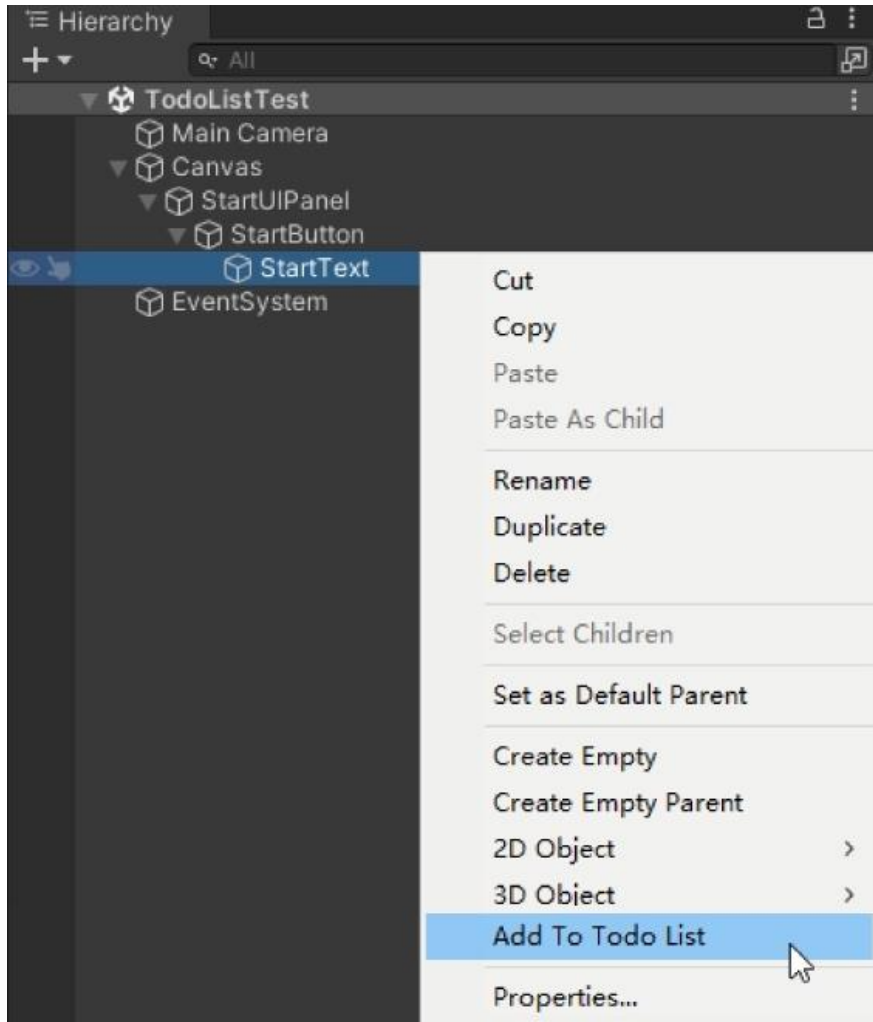 Hierarchy
All
TodoListTest
Main Camera
Canvas
StartUIPanel
StartButton
StartText
EventSystem
Cut
Copy
Paste
Paste As Child
Rename
Duplicate
Delete
Select Children
Set as Default Parent
Create Empty
Create Empty Parent
2D Object
3D Object
Add To Todo List
Properties...